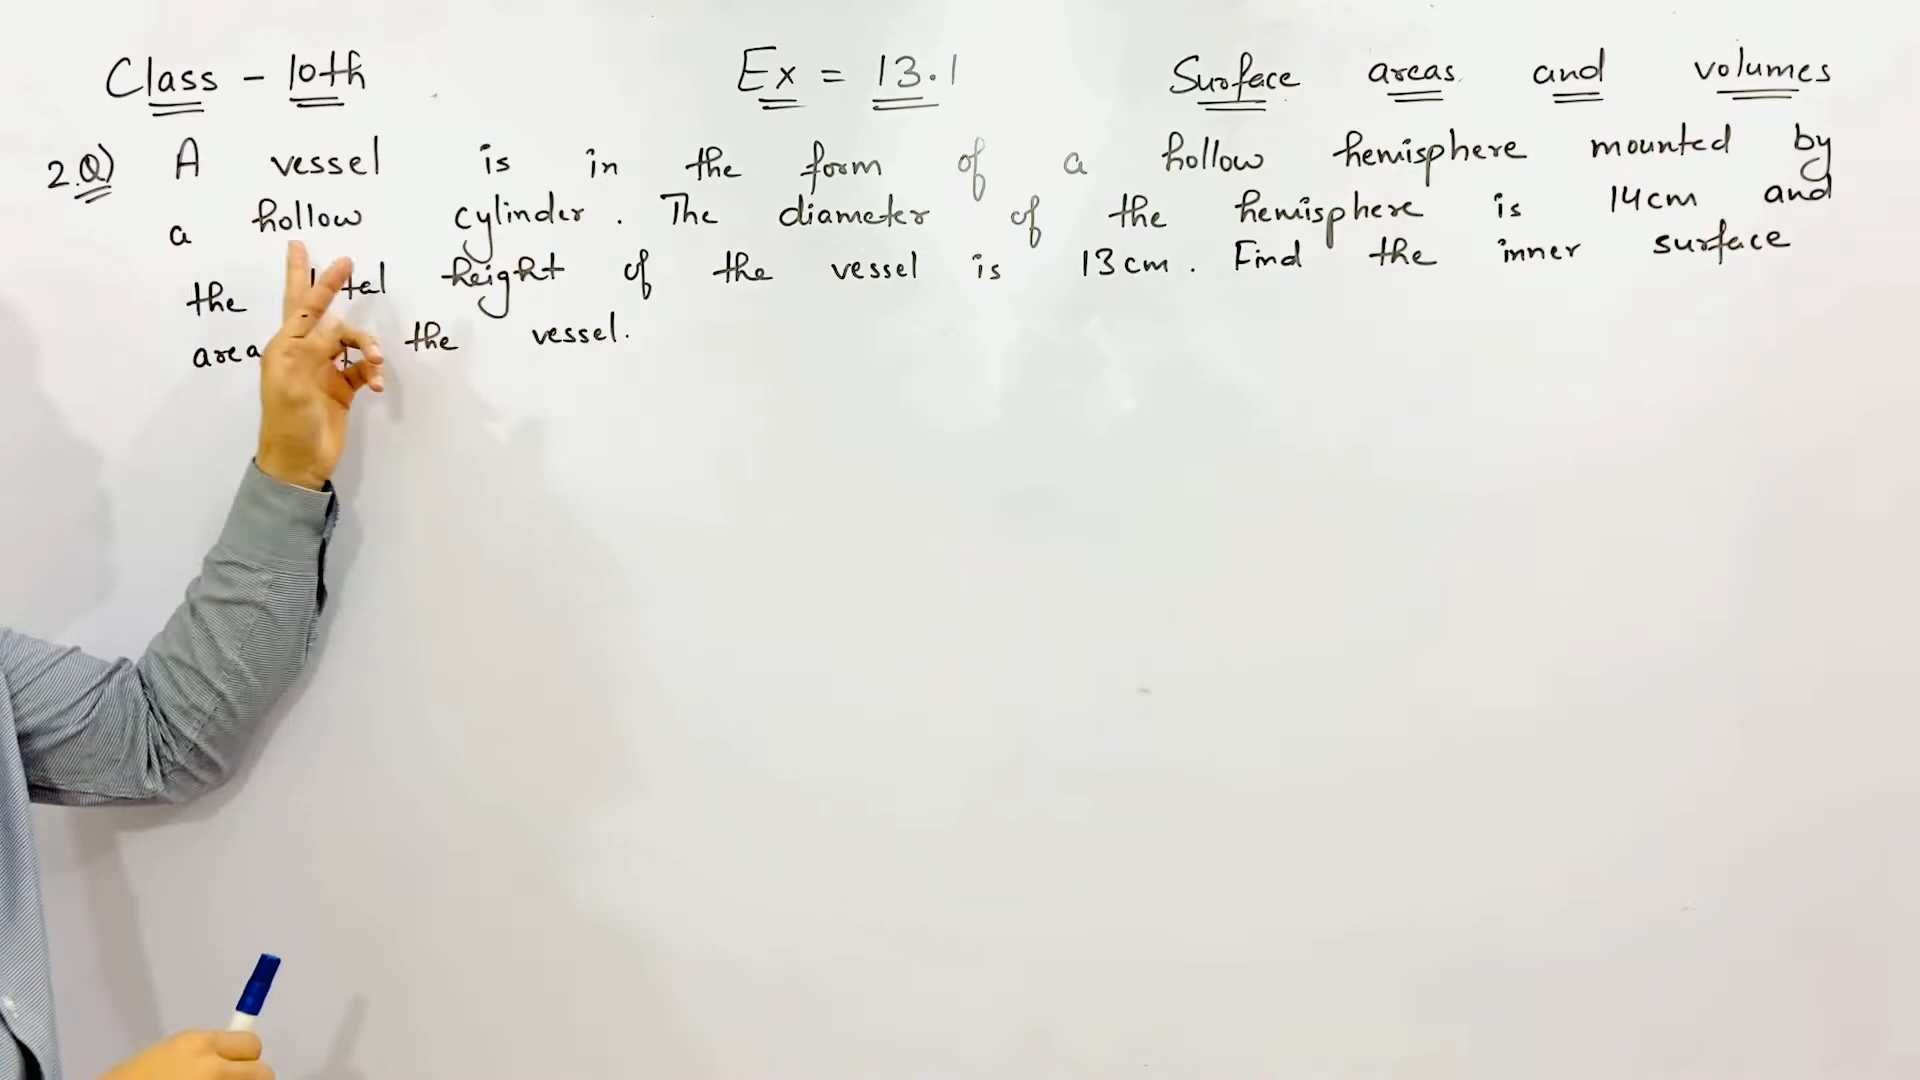 Class - 10th Ex = 13.1 Surface areas and volumes
2.Q) A vessel is in the form of a hollow hemisphere mounted by
a hollow cylinder. The diameter of the hemisphere is 14cm and
the total height of the vessel is 13cm. Find the inner surface
area the vessel.